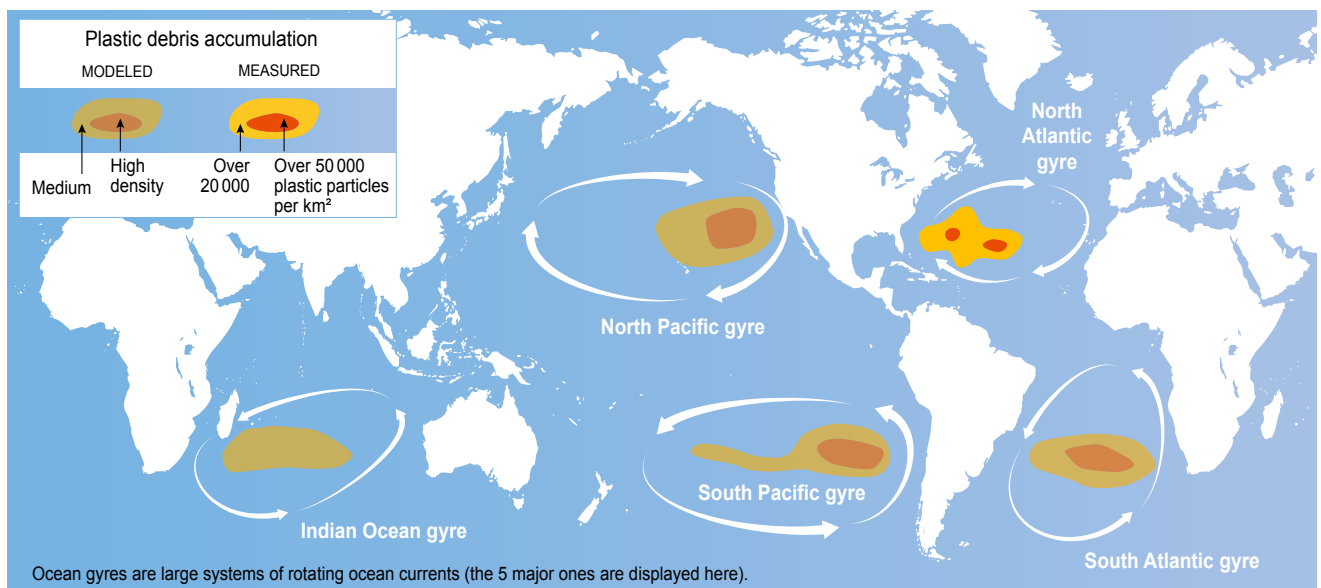 Plastic debris accumulation
MODELED
MEASURED
Medium
High
density
Over
20 000
Over 50 000
plastic particles
per km²
North
Atlantic
gyre
North Pacific gyre
South Pacific gyre
Indian Ocean gyre
South Atlantic gyre
Ocean gyres are large systems of rotating ocean currents (the 5 major ones are displayed here).